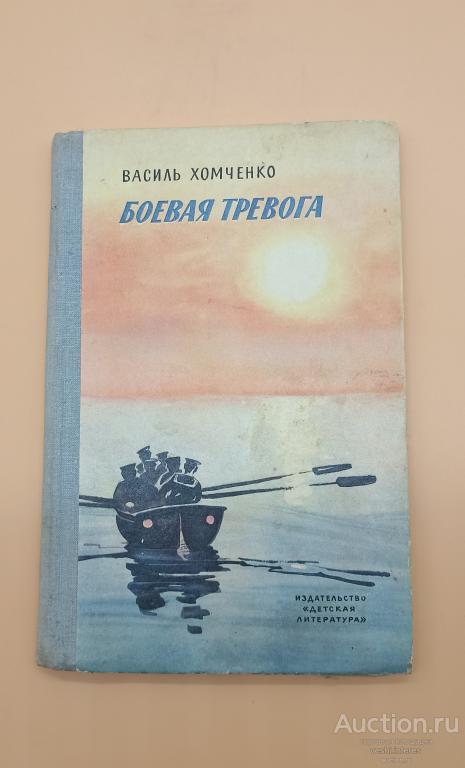 ВАСИЛЬ ХОМЧЕНКО
БОЕВАЯ ТРЕВОГА
ИЗДАТЕЛЬСТВО
«ДЕТСКАЯ
ЛИТЕРАТУРА»
Auction.ru